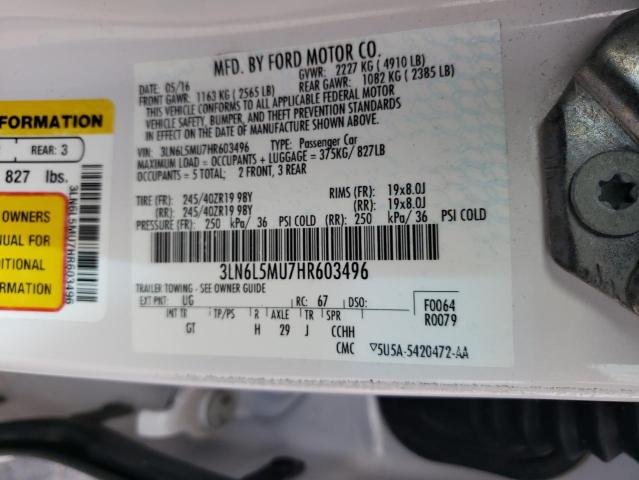 MFD. BY FORD MOTOR CO.
DATE: 05/16
GVWR: 2227 KG ( 4910 LB)
FRONT GAWR: 1163 KG ( 2565 LB)
REAR GAWR: 1082 KG ( 2385 LB)
THIS VEHICLE CONFORMS TO ALL APPLICABLE FEDERAL MOTOR
VEHICLE SAFETY, BUMPER, AND THEFT PREVENTION STANDARDS
IN EFFECT ON THE DATE OF MANUFACTURE SHOWN ABOVE.
VIN: 3LN6L5MU7HR603496
TYPE: Passenger Car
MAXIMUM LOAD = OCCUPANTS + LUGGAGE = 375KG/ 827LB
OCCUPANTS = 5 TOTAL; 2 FRONT, 3 REAR
TIRE (FR): 245/40ZR19 98Y RIMS (FR): 19x8.0J
(RR): 245/40ZR19 98Y (RR): 19x8.0J
PRESSURE (FR): 250 kPa/ 36 PSI COLD (RR): 250 kPa/ 36 PSI COLD
3LN6L5MU7HR603496
TRAILER TOWING - SEE OWNER GUIDE
EXT PNT: UG RC: 67 DSO:
INT TR TP/PS R AXLE TR SPR
GT H 29 J CCHH
F0064
R0079
CMC ▽5U5A-5420472-AA
FORMATION
REAR: 3
827 lbs.
OWNERS
NUAL FOR
DITIONAL
FORMATION
3LN6L5MU7HR603496